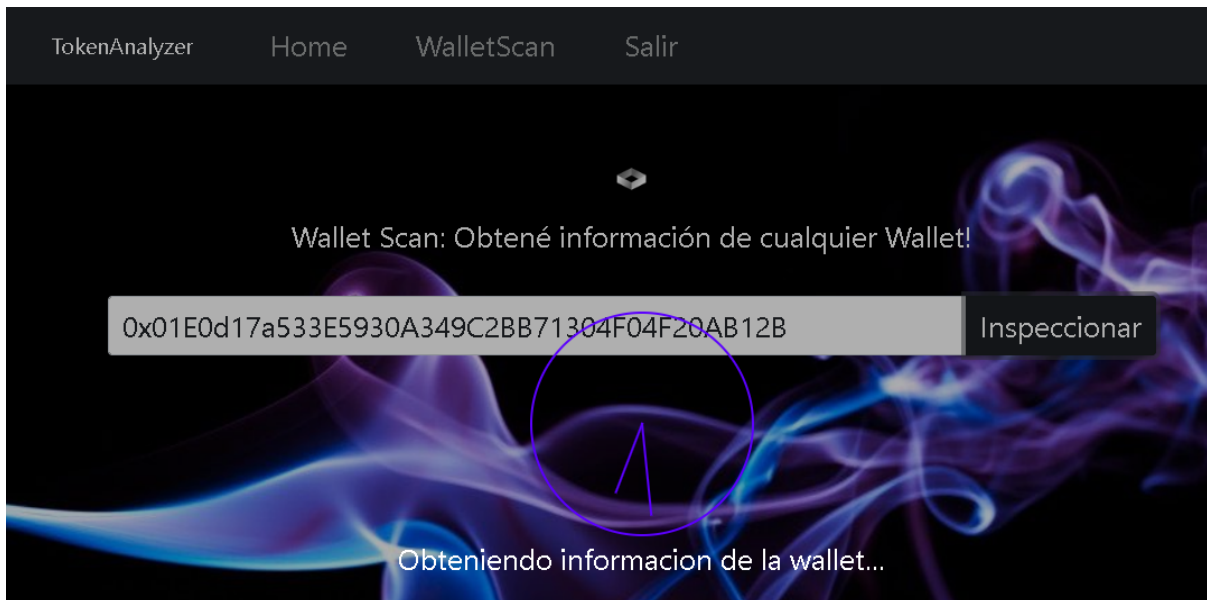 TokenAnalyzer Home WalletScan Salir
Wallet Scan: Obtené información de cualquier Wallet!
0x01E0d17a533E5930A349C2BB71304F04F20AB12B Inspeccionar
Obteniendo informacion de la wallet...